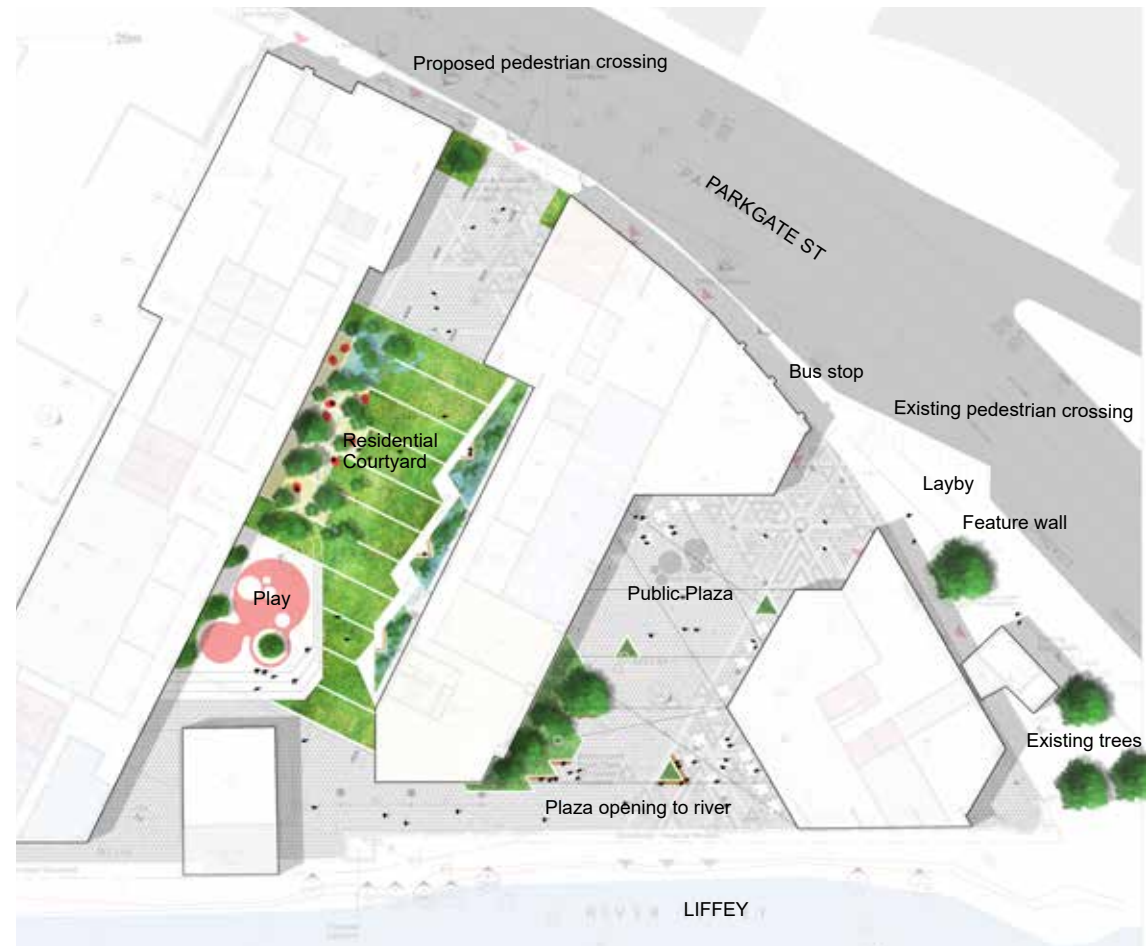 Proposed pedestrian crossing
PARKGATE ST
Bus stop
Existing pedestrian crossing
Residential
Courtyard
Layby
Feature wall
Play
Public Plaza
Existing trees
Plaza opening to river
LIFFEY